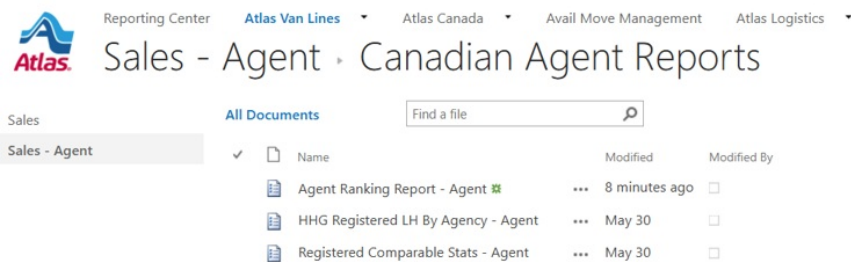 Reporting Center Atlas Van Lines Atlas Canada Avail Move Management Atlas Logistics
Atlas.
Sales - Agent ▸ Canadian Agent Reports
Sales
Sales - Agent
All Documents Find a file
✓ Name Modified Modified By
Agent Ranking Report - Agent ... 8 minutes ago
HHG Registered LH By Agency - Agent ... May 30
Registered Comparable Stats - Agent ... May 30